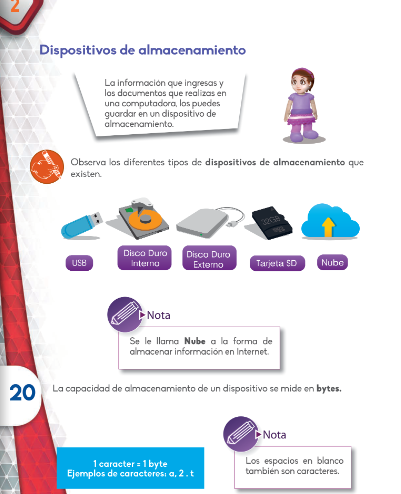 2
Dispositivos de almacenamiento
La información que ingresas y
los documentos que realizas en
una computadora, los puedes
guardar en un dispositivo de
almacenamiento.
Observa los diferentes tipos de dispositivos de almacenamiento que
existen.
32GB
USB
Disco Duro
Interno
Disco Duro
Externo
Tarjeta SD
Nube
Nota
Se le llama Nube a la forma de
almacenar información en Internet.
20
La capacidad de almacenamiento de un dispositivo se mide en bytes.
Nota
1 caracter = 1 byte
Ejemplos de caracteres: a, 2 . t
Los espacios en blanco
también son caracteres.